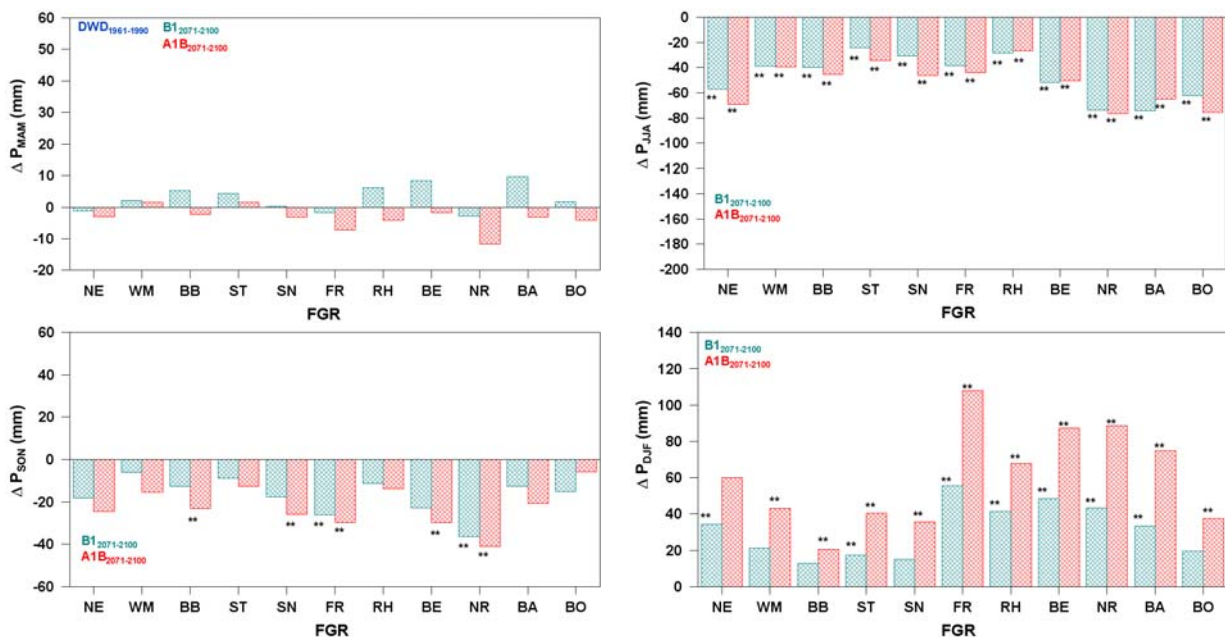 DWD1961-1990 B12071-2100
A1B2071-2100
Δ PMAM (mm)
60
50
40
30
20
10
0
-10
-20
NE WM BB ST SN FR RH BE NR BA BO
FGR
Δ PJJA (mm)
0
-20
-40
-60
-80
-100
-120
-140
-160
-180
-200
** ** ** ** ** ** ** ** ** ** ** ** ** ** ** ** ** ** ** ** ** **
B12071-2100
A1B2071-2100
NE WM BB ST SN FR RH BE NR BA BO
FGR
Δ PSON (mm)
60
40
20
0
-20
-40
-60
** ** ** ** ** ** **
B12071-2100
A1B2071-2100
NE WM BB ST SN FR RH BE NR BA BO
FGR
B12071-2100
A1B2071-2100
Δ PDJF (mm)
140
120
100
80
60
40
20
0
** ** ** ** ** ** ** ** ** ** ** ** ** ** ** ** **
NE WM BB ST SN FR RH BE NR BA BO
FGR